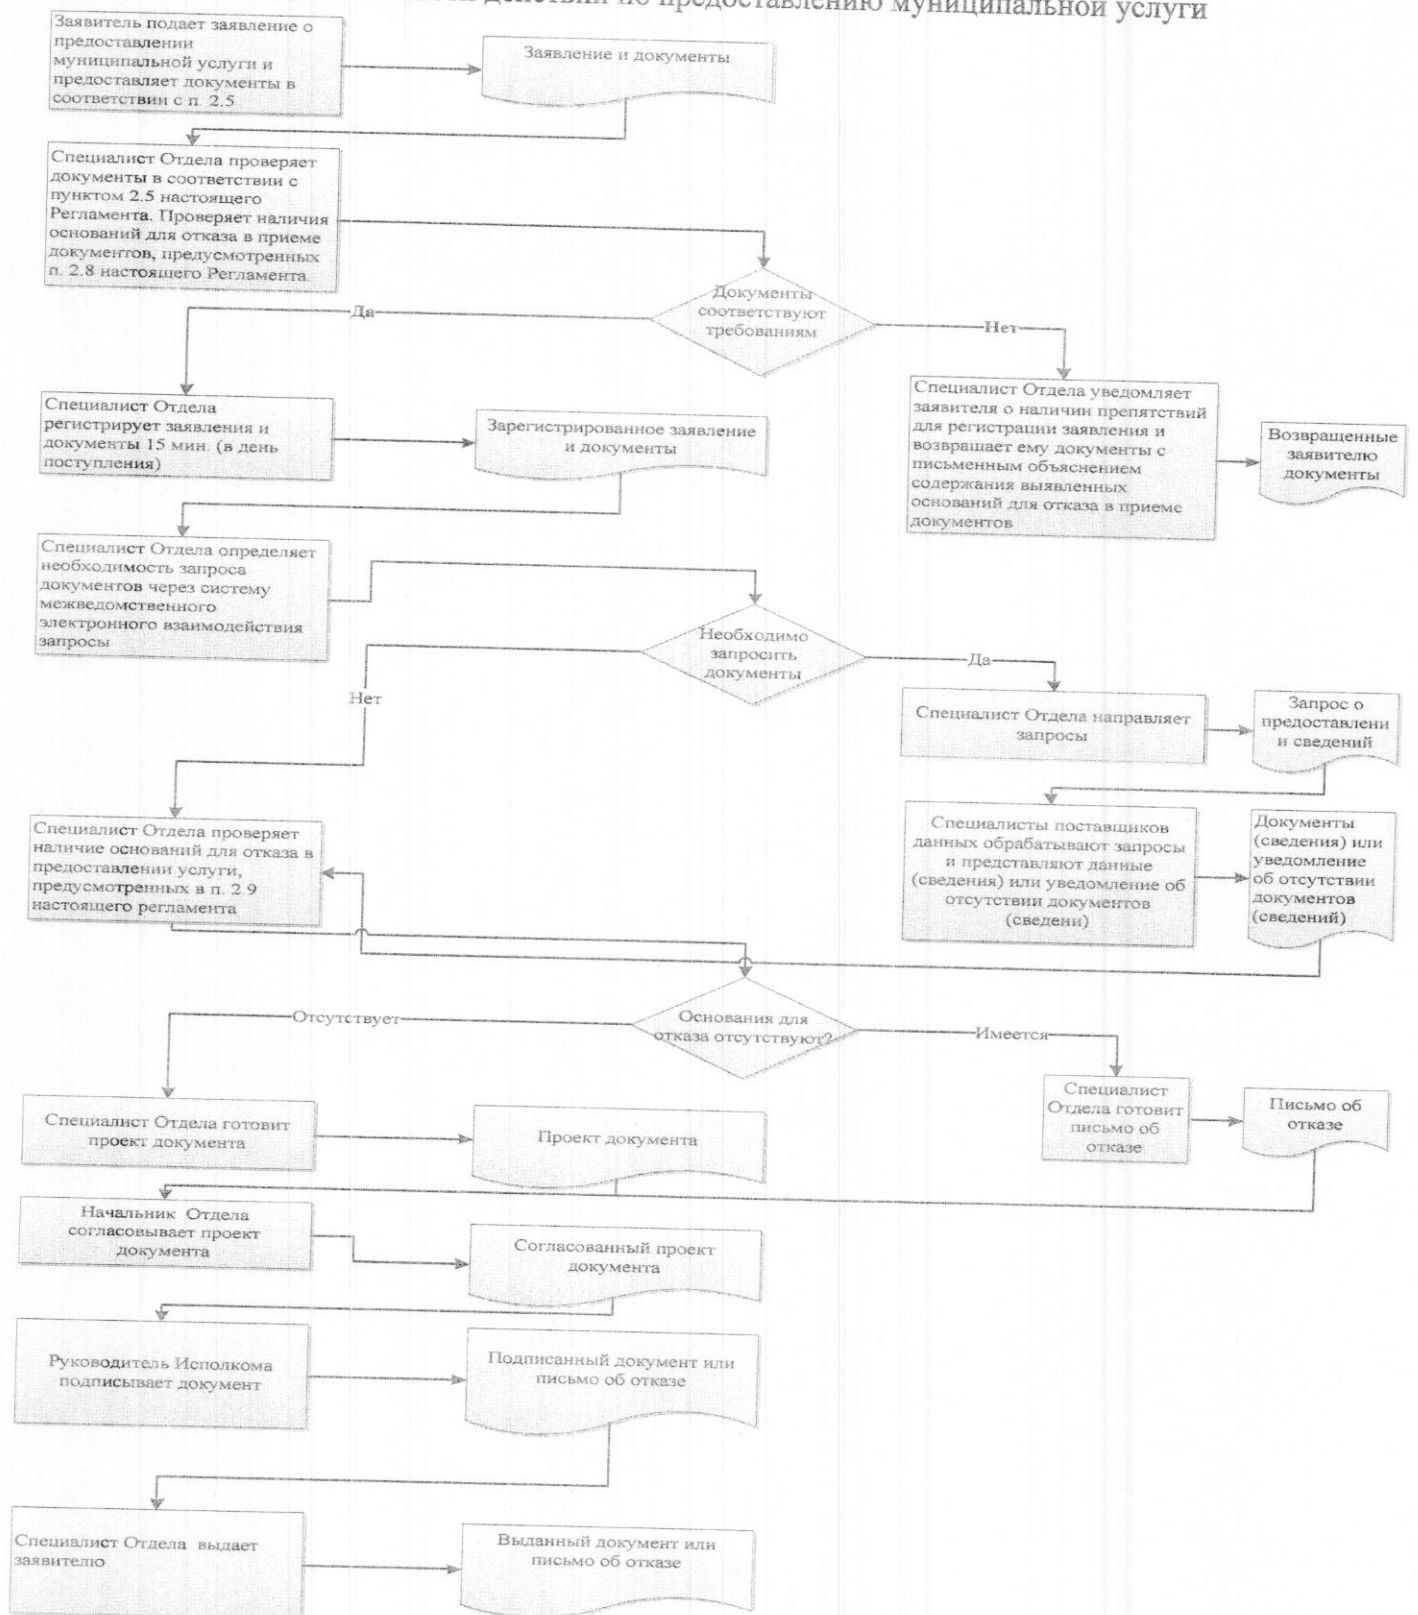 действий по предоставлению муниципальной услуги
Заявитель подает заявление о
предоставлении
муниципальной услуги и
предоставляет документы в
соответствии с п. 2.5
Заявление и документы
Специалист Отдела проверяет
документы в соответствии с
пунктом 2.5 настоящего
Регламента. Проверяет наличия
оснований для отказа в приеме
документов, предусмотренных
п. 2.8 настоящего Регламента.
Документы
соответствуют
требованиям
Да
Нет
Специалист Отдела
регистрирует заявления и
документы 15 мин. (в день
поступления)
Зарегистрированное заявление
и документы
Специалист Отдела уведомляет
заявителя о наличии препятствий
для регистрации заявления и
возвращает ему документы с
письменным объяснением
содержания выявленных
оснований для отказа в приеме
документов
Возвращенные
заявителю
документы
Специалист Отдела определяет
необходимость запроса
документов через систему
межведомственного
электронного взаимодействия
запросы
Необходимо
запросить
документы
Да
Нет
Специалист Отдела направляет
запросы
Запрос о
предоставлени
и сведений
Специалист Отдела проверяет
наличие оснований для отказа в
предоставлении услуги,
предусмотренных в п. 2.9
настоящего регламента
Специалисты поставщиков
данных обрабатывают запросы
и представляют данные
(сведения) или уведомление об
отсутствии документов
(сведени)
Документы
(сведения) или
уведомление
об отсутствии
документов
(сведений)
Основания для
отказа отсутствуют?
Отсутствует
Имеется
Специалист Отдела готовит
проект документа
Проект документа
Специалист
Отдела готовит
письмо об
отказе
Письмо об
отказе
Начальник Отдела
согласовывает проект
документа
Согласованный проект
документа
Руководитель Исполкома
подписывает документ
Подписанный документ или
письмо об отказе
Специалист Отдела выдает
заявителю
Выданный документ или
письмо об отказе